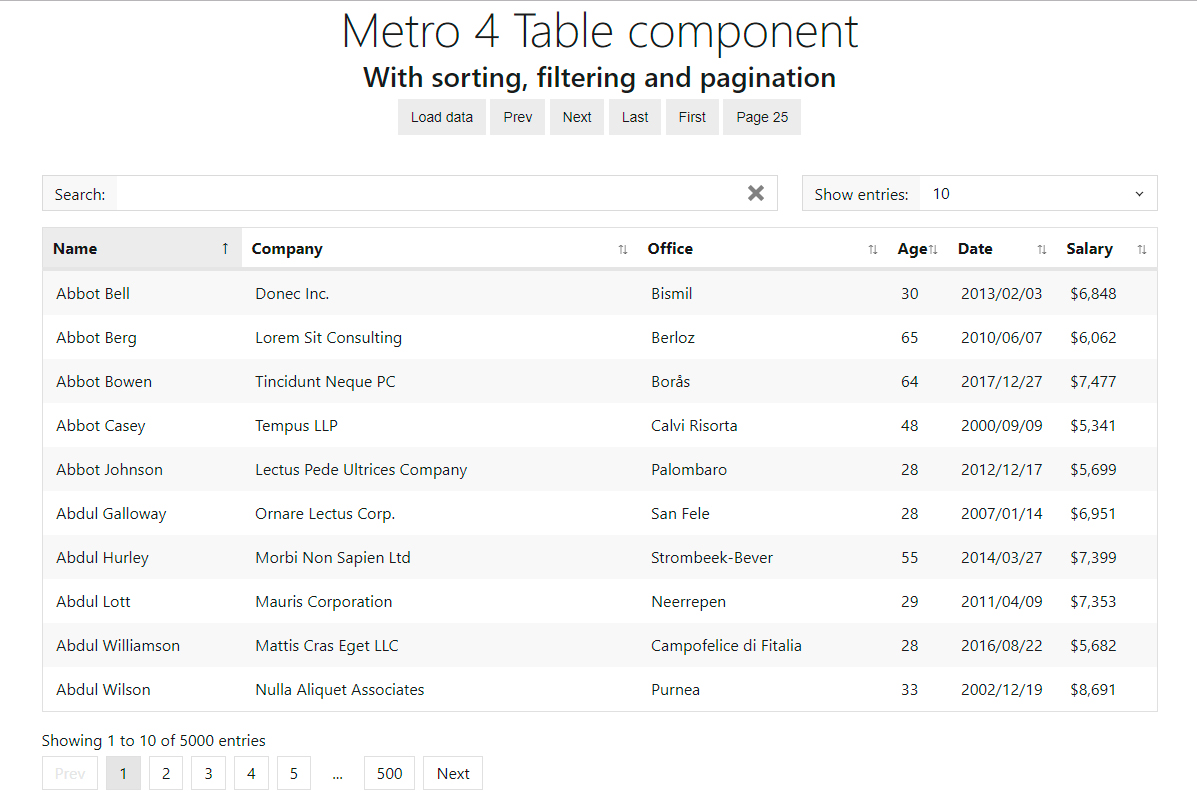 Metro 4 Table component
With sorting, filtering and pagination
Load data Prev Next Last First Page 25
Search: Show entries: 10
Name Company Office Age Date Salary
Abbot Bell Donec Inc. Bismil 30 2013/02/03 $6,848
Abbot Berg Lorem Sit Consulting Berloz 65 2010/06/07 $6,062
Abbot Bowen Tincidunt Neque PC Borås 64 2017/12/27 $7,477
Abbot Casey Tempus LLP Calvi Risorta 48 2000/09/09 $5,341
Abbot Johnson Lectus Pede Ultrices Company Palombaro 28 2012/12/17 $5,699
Abdul Galloway Ornare Lectus Corp. San Fele 28 2007/01/14 $6,951
Abdul Hurley Morbi Non Sapien Ltd Strombeek-Bever 55 2014/03/27 $7,399
Abdul Lott Mauris Corporation Neerrepen 29 2011/04/09 $7,353
Abdul Williamson Mattis Cras Eget LLC Campofelice di Fitalia 28 2016/08/22 $5,682
Abdul Wilson Nulla Aliquet Associates Purnea 33 2002/12/19 $8,691
Showing 1 to 10 of 5000 entries
Prev 1 2 3 4 5 ... 500 Next